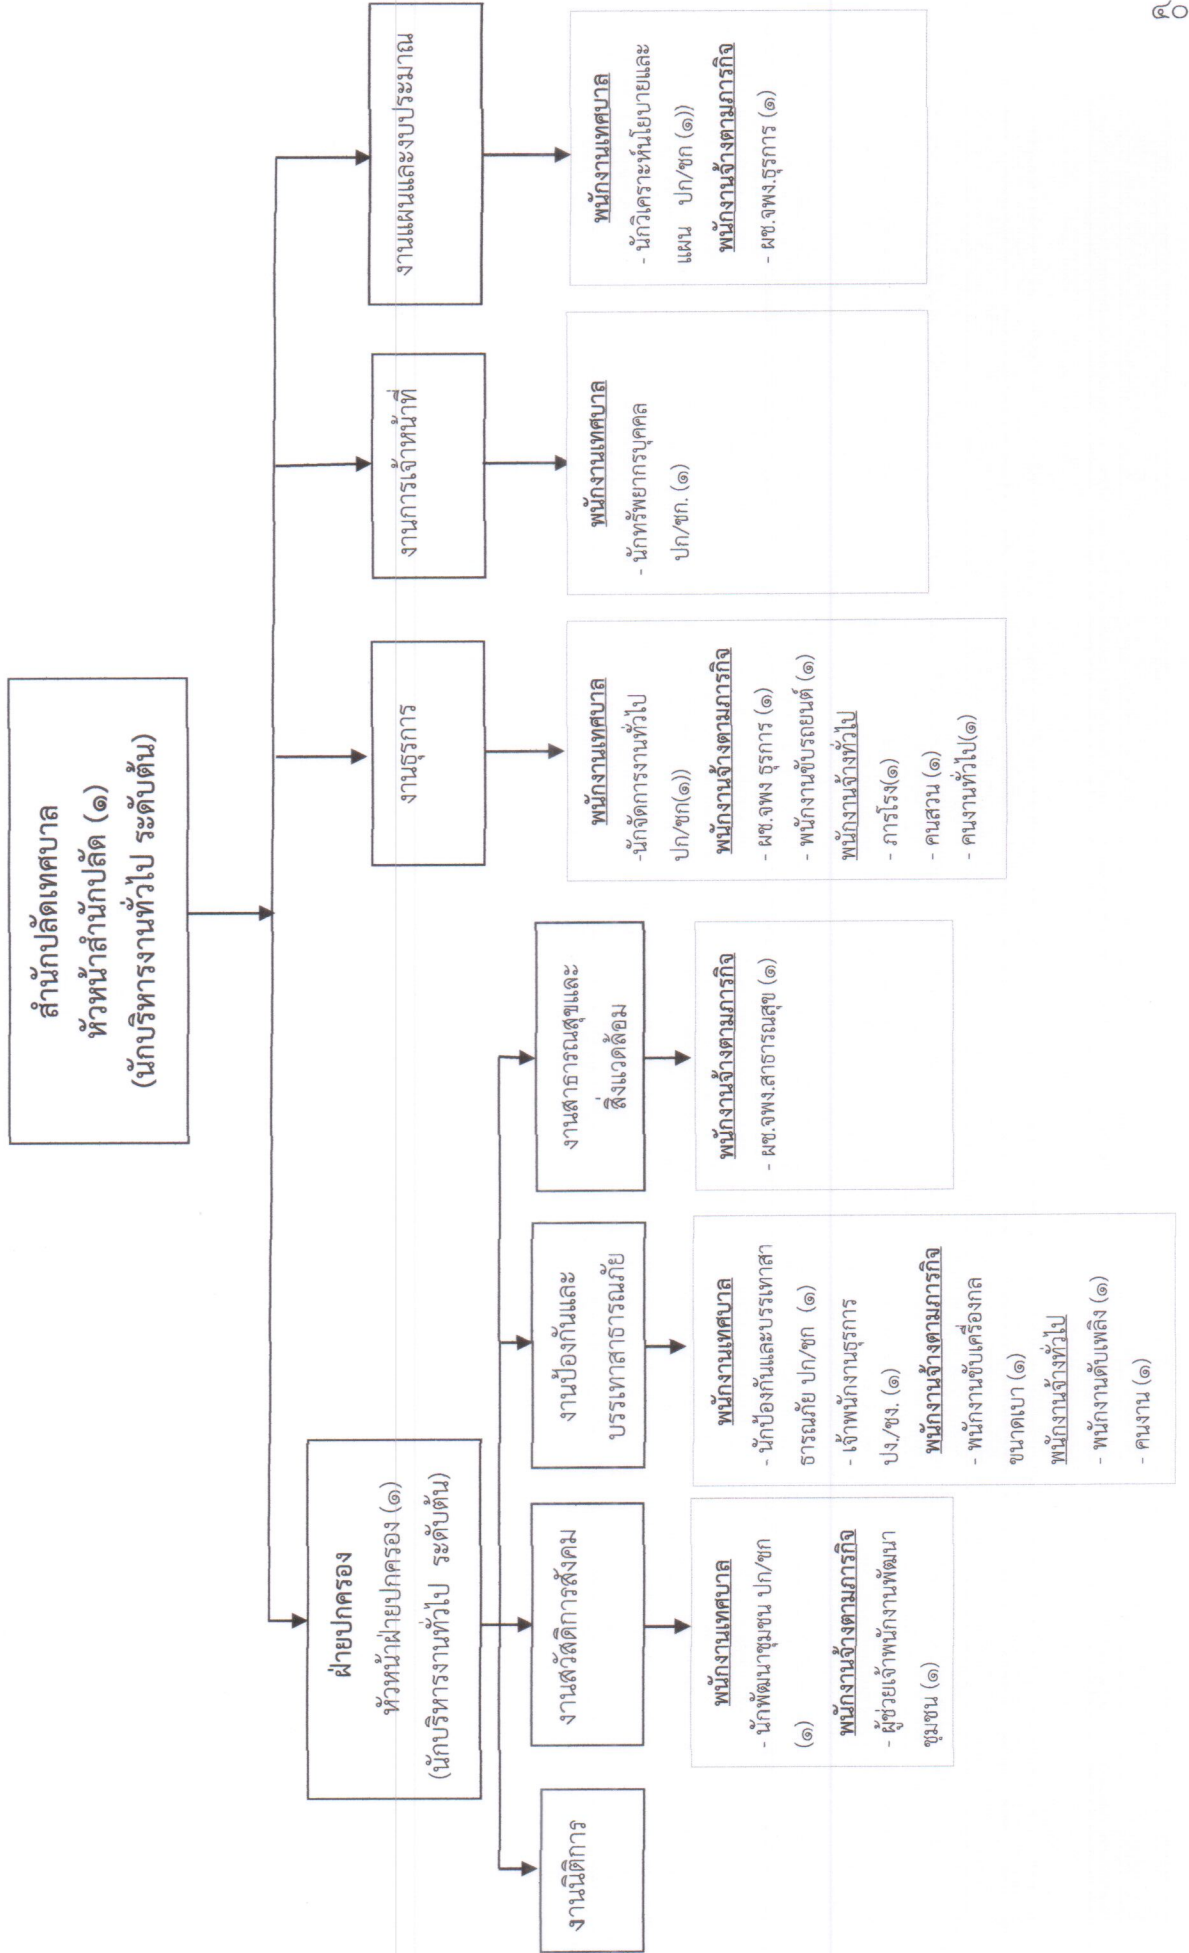 สำนักปลัดเทศบาล
หัวหน้าสำนักปลัด (๑)
(นักบริหารงานทั่วไป ระดับต้น)
ฝ่ายปกครอง
หัวหน้าฝ่ายปกครอง (๑)
(นักบริหารงานทั่วไป ระดับต้น)
งานธุรการ
งานการเจ้าหน้าที่
งานแผนและงบประมาณ
งานนิติการ
งานสวัสดิการสังคม
งานป้องกันและ
บรรเทาสาธารณภัย
งานสาธารณสุขและ
สิ่งแวดล้อม
พนักงานเทศบาล
- นักพัฒนาชุมชน ปก/ชก
(๑)
พนักงานจ้างตามภารกิจ
- ผู้ช่วยเจ้าพนักงานพัฒนา
ชุมชน (๑)
พนักงานเทศบาล
- นักป้องกันและบรรเทาสา
ธารณภัย ปก/ชก (๑)
- เจ้าพนักงานธุรการ
ปง./ชง. (๑)
พนักงานจ้างตามภารกิจ
- พนักงานขับเครื่องกล
ขนาดเบา (๑)
พนักงานจ้างทั่วไป
- พนักงานดับเพลิง (๑)
- คนงาน (๑)
พนักงานจ้างตามภารกิจ
- ผช.จพง.สาธารณสุข (๑)
พนักงานเทศบาล
-นักจัดการงานทั่วไป
ปก/ชก(๑))
พนักงานจ้างตามภารกิจ
- ผช.จพง ธุรการ (๑)
- พนักงานขับรถยนต์ (๑)
พนักงานจ้างทั่วไป
- ภารโรง(๑)
- คนสวน (๑)
- คนงานทั่วไป(๑)
พนักงานเทศบาล
- นักทรัพยากรบุคคล
ปก/ชก. (๑)
พนักงานเทศบาล
- นักวิเคราะห์นโยบายและ
แผน ปก/ชก (๑))
พนักงานจ้างตามภารกิจ
- ผช.จพง.ธุรการ (๑)